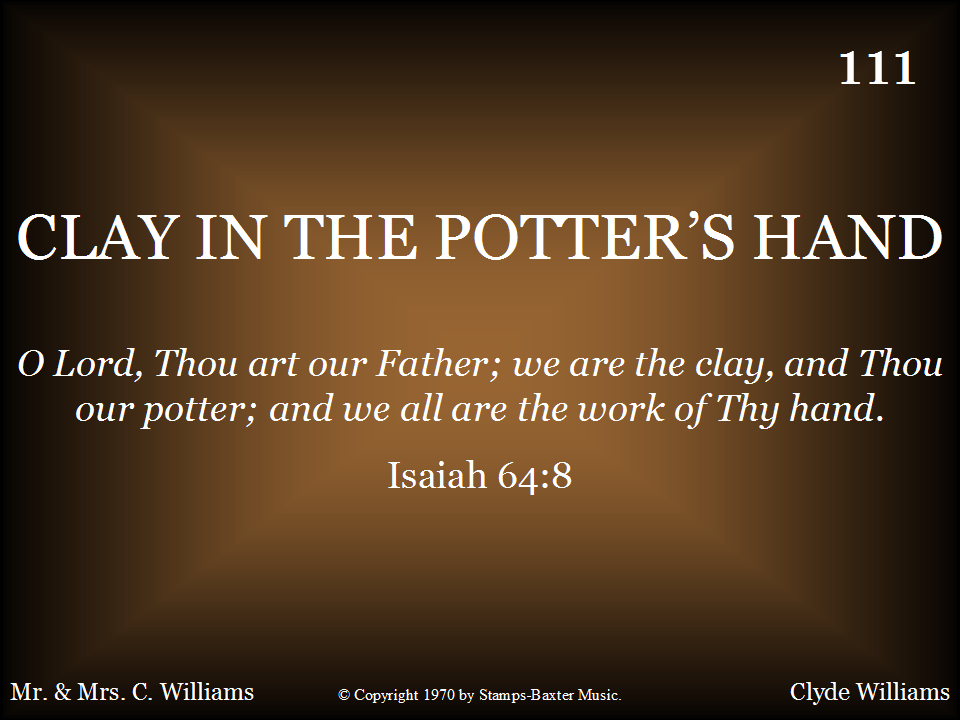 111
CLAY IN THE POTTER’S HAND
O Lord, Thou art our Father; we are the clay, and Thou
our potter; and we all are the work of Thy hand.
Isaiah 64:8
Mr. & Mrs. C. Williams
© Copyright 1970 by Stamps-Baxter Music.
Clyde Williams